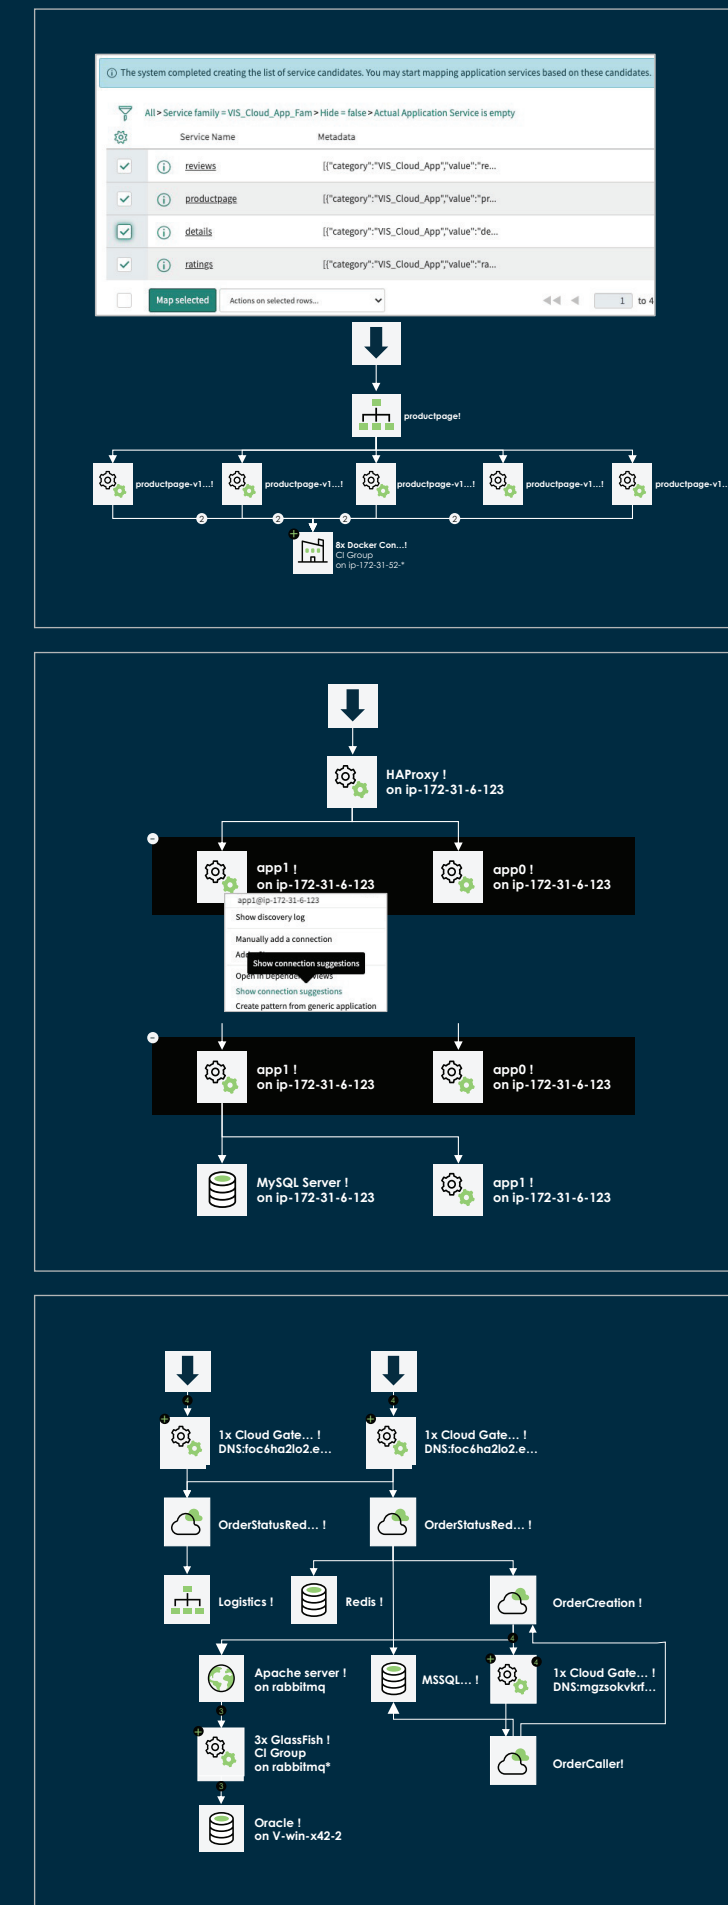 The system completed creating the list of service candidates. You may start mapping application services based on these candidates.
All > Service family = VIS_Cloud_App_Fam > Hide = false > Actual Application Service is empty
Service Name Metadata
reviews [{"category":"VIS_Cloud_App","value":"re...
productpage [{"category":"VIS_Cloud_App","value":"pr...
details [{"category":"VIS_Cloud_App","value":"de...
ratings [{"category":"VIS_Cloud_App","value":"ra...
Map selected Actions on selected rows... 1 to 4
productpage!
productpage-v1...! productpage-v1...! productpage-v1...! productpage-v1...! productpage-v1...
2 2 2 2
8x Docker Con...!
CI Group
on ip-172-31-52-*
HAProxy !
on ip-172-31-6-123
app1 ! app0 !
on ip-172-31-6-123 on ip-172-31-6-123
app1@ip-172-31-6-123
Show discovery log
Manually add a connection
Show connection suggestions
Show connection suggestions
Create pattern from generic application
app1 ! app0 !
on ip-172-31-6-123 on ip-172-31-6-123
MySQL Server ! app1 !
on ip-172-31-6-123 on ip-172-31-6-123
4 4
1x Cloud Gate... ! 1x Cloud Gate... !
DNS:foc6ha2lo2.e... DNS:foc6ha2lo2.e...
OrderStatusRed... ! OrderStatusRed... !
Logistics ! Redis ! OrderCreation !
4
4
Apache server ! MSSQL... ! 1x Cloud Gate... !
on rabbitmq DNS:mgzsokvkrf...
3
3x GlassFish !
CI Group
on rabbitmq*
OrderCaller!
3
Oracle !
on V-win-x42-2